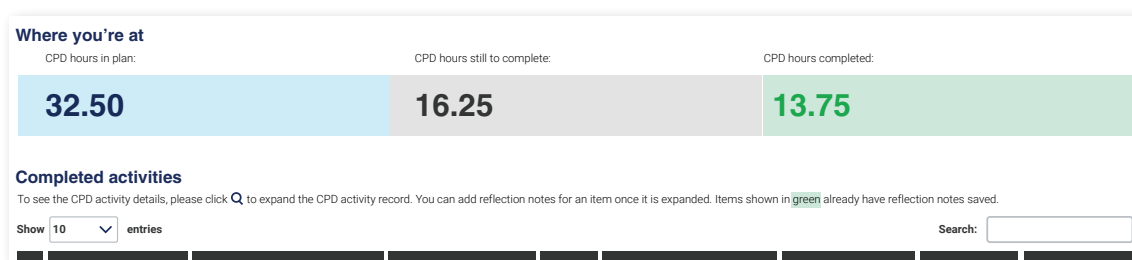 Where you're at
CPD hours in plan: CPD hours still to complete: CPD hours completed:
32.50 16.25 13.75
Completed activities
To see the CPD activity details, please click to expand the CPD activity record. You can add reflection notes for an item once it is expanded. Items shown in green already have reflection notes saved.
Show 10 entries Search: